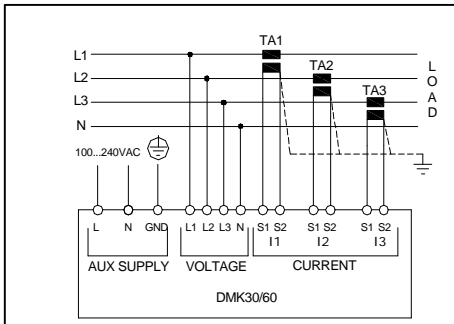 TA1
L1
TA2
L2
TA3
L3
N
LOAD
100...240VAC
L N GND L1 L2 L3 N S1 S2 S1 S2 S1 S2
I1 I2 I3
AUX SUPPLY VOLTAGE CURRENT
DMK30/60